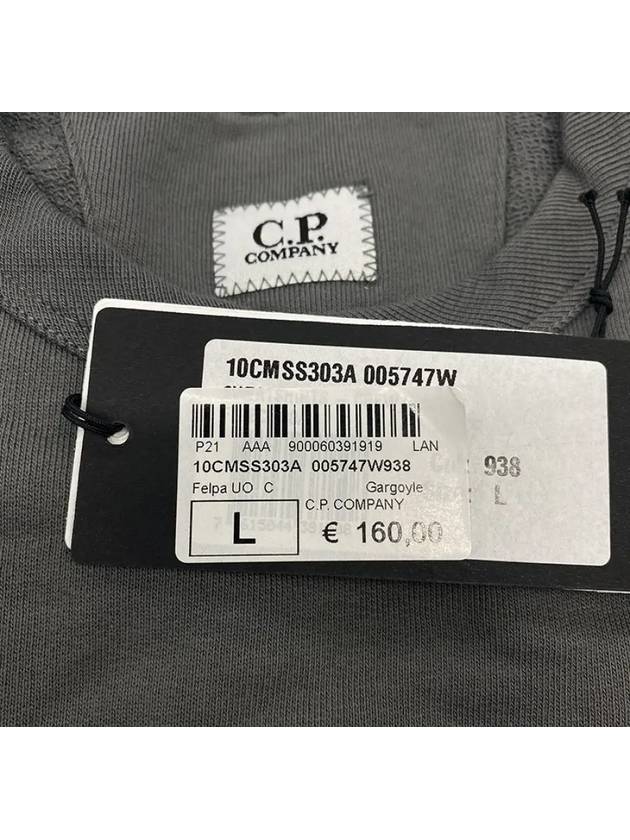 C.P.
COMPANY
10CMSS303A 005747W
P21 AAA 900060391919 LAN
10CMSS303A 005747W938
938
Felpa UO C Gargoyle
L
C.P. COMPANY
L
€ 160,00